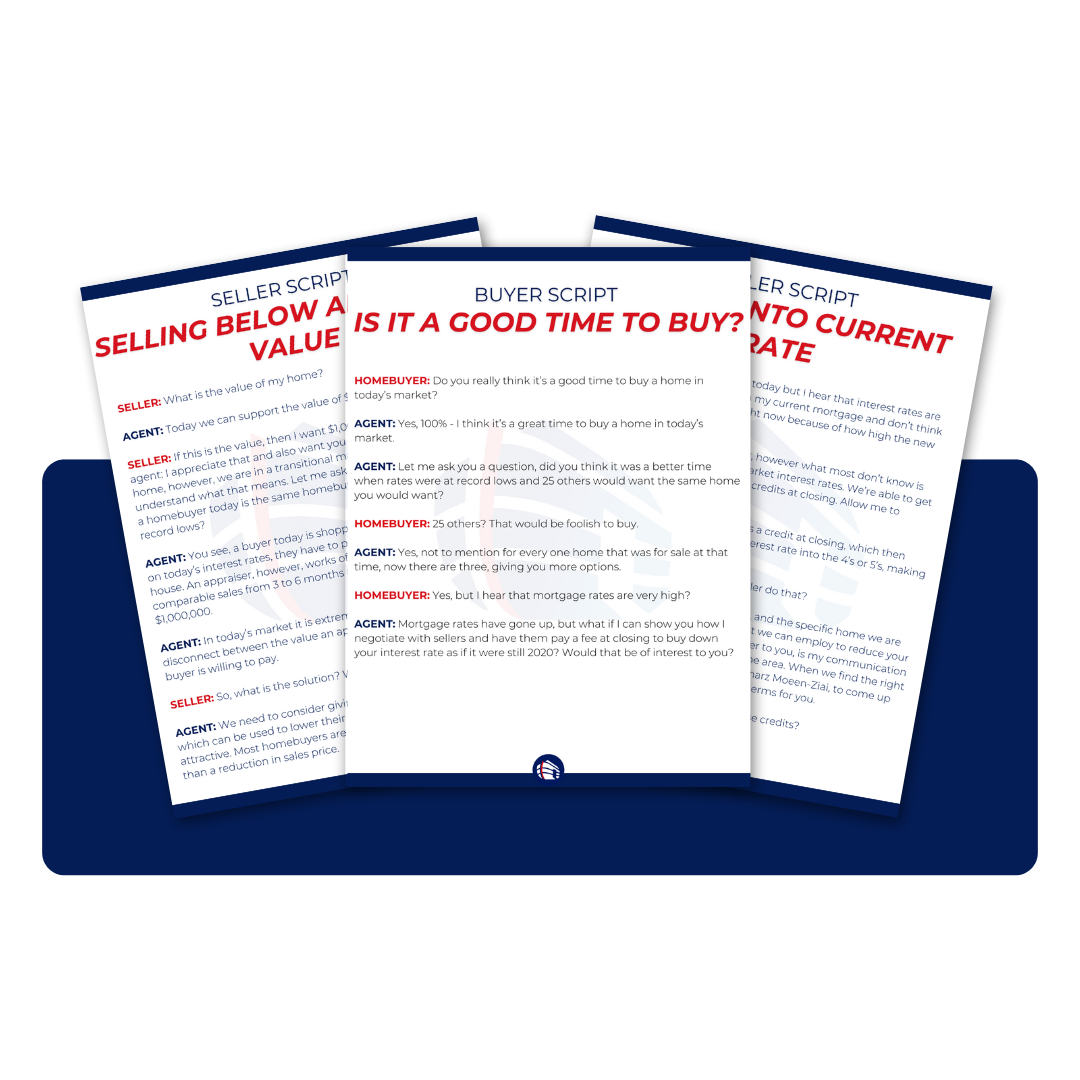 SELLER SCRIPT
SELLING BELOW A
VALUE
SELLER: What is the value of my home?
AGENT: Today we can support the value of $
SELLER: If this is the value, then I want $1,0
agent: I appreciate that and also want you
home, however, we are in a transitional m
understand what that means. Let me ask
a homebuyer today is the same homebu
record lows?
AGENT: You see, a buyer today is shopp
on today's interest rates, they have to p
house. An appraiser, however, works of
comparable sales from 3 to 6 months
$1,000,000.
AGENT: In today's market it is extrem
disconnect between the value an ap
buyer is willing to pay.
SELLER: So, what is the solution?
AGENT: We need to consider givi
which can be used to lower their
attractive. Most homebuyers are
than a reduction in sales price.
BUYER SCRIPT
IS IT A GOOD TIME TO BUY?
HOMEBUYER: Do you really think it's a good time to buy a home in
today's market?
AGENT: Yes, 100% - I think it's a great time to buy a home in today's
market.
AGENT: Let me ask you a question, did you think it was a better time
when rates were at record lows and 25 others would want the same home
you would want?
HOMEBUYER: 25 others? That would be foolish to buy.
AGENT: Yes, not to mention for every one home that was for sale at that
time, now there are three, giving you more options.
HOMEBUYER: Yes, but I hear that mortgage rates are very high?
AGENT: Mortgage rates have gone up, but what if I can show you how I
negotiate with sellers and have them pay a fee at closing to buy down
your interest rate as if it were still 2020? Would that be of interest to you?
LER SCRIPT
NTO CURRENT
RATE
today but I hear that interest rates are
my current mortgage and don't think
ht now because of how high the new
, however what most don't know is
arket interest rates. We're able to get
credits at closing. Allow me to
s a credit at closing, which then
erest rate into the 4's or 5's, making
ler do that?
and the specific home we are
t we can employ to reduce your
er to you, is my communication
he area. When we find the right
harz Moeen-Ziai, to come up
erms for you.
e credits?